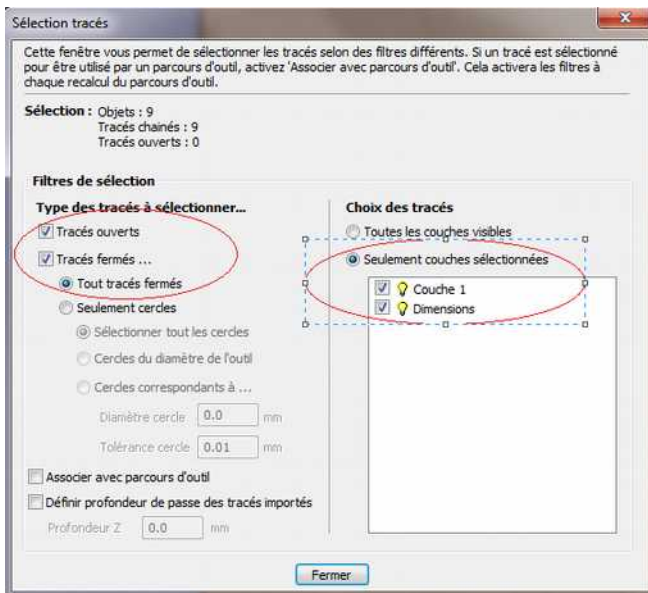 Sélection tracés
Cette fenêtre vous permet de sélectionner les tracés selon des filtres différents. Si un tracé est sélectionné
pour être utilisé par un parcours d'outil, activez 'Associer avec parcours d'outil'. Cela activera les filtres à
chaque recalcul du parcours d'outil.
Sélection : Objets : 9
Tracés chainés : 9
Tracés ouverts : 0
Filtres de sélection
Type des tracés à sélectionner...
Tracés ouverts
Tracés fermés ...
Tout tracés fermés
Seulement cercles
Sélectionner tout les cercles
Cercles du diamètre de l'outil
Cercles correspondants à ...
Diamètre cercle 0.0 mm
Tolérance cercle 0.01 mm
Associer avec parcours d'outil
Définir profondeur de passe des tracés importés
Profondeur Z 0.0 mm
Choix des tracés
Toutes les couches visibles
Seulement couches sélectionnées
Couche 1
Dimensions
Fermer